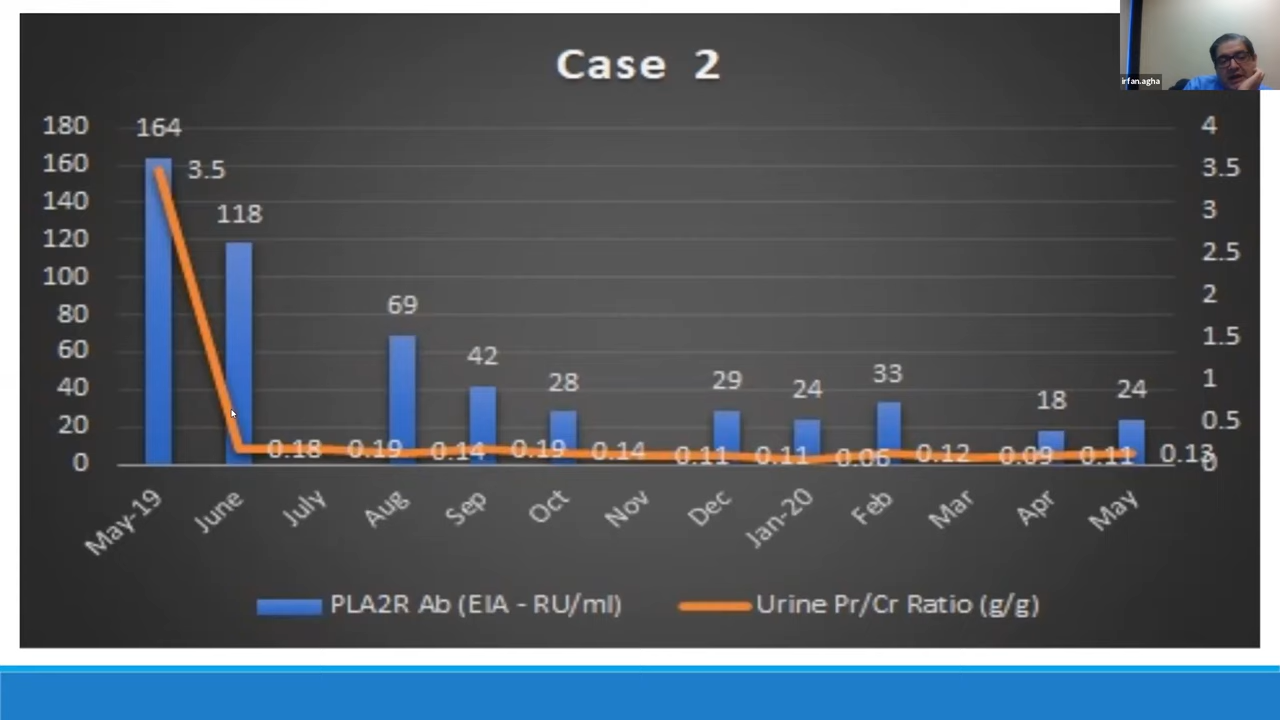 Case 2
irfan.agha
180
160
140
120
100
80
60
40
20
0
4
3.5
3
2.5
2
1.5
1
0.5
0
164
118
69
42
28
29
24
33
18
24
3.5
0.18
0.19
0.14
0.19
0.14
0.11
0.11
0.06
0.12
0.09
0.11
0.13
May-19
June
July
Aug
Sep
Oct
Nov
Dec
Jan-20
Feb
Mar
Apr
May
PLA2R Ab (EIA - RU/ml)
Urine Pr/Cr Ratio (g/g)